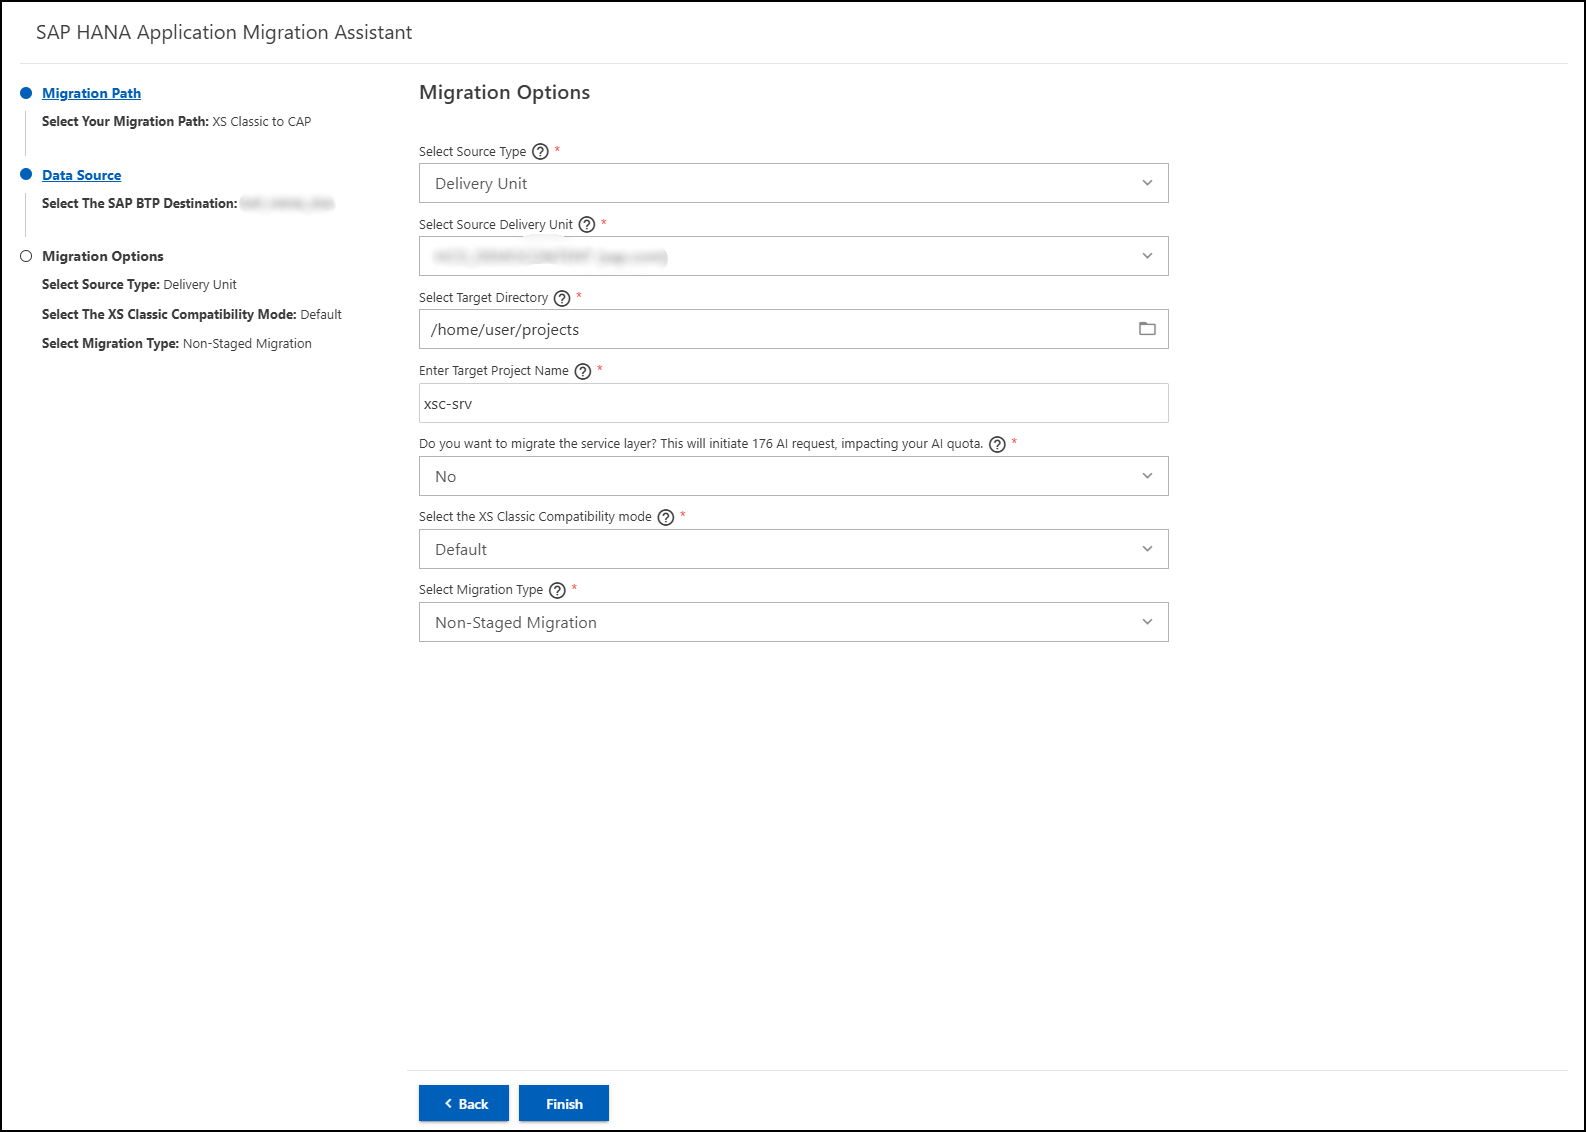 SAP HANA Application Migration Assistant
Migration Path
Select Your Migration Path: XS Classic to CAP
Data Source
Select The SAP BTP Destination:
Migration Options
Select Source Type: Delivery Unit
Select The XS Classic Compatibility Mode: Default
Select Migration Type: Non-Staged Migration
Migration Options
Select Source Type ? *
Delivery Unit
Select Source Delivery Unit ? *
Select Target Directory ? *
/home/user/projects
Enter Target Project Name ? *
xsc-srv
Do you want to migrate the service layer? This will initiate 176 AI request, impacting your AI quota. ? *
No
Select the XS Classic Compatibility mode ? *
Default
Select Migration Type ? *
Non-Staged Migration
Back
Finish